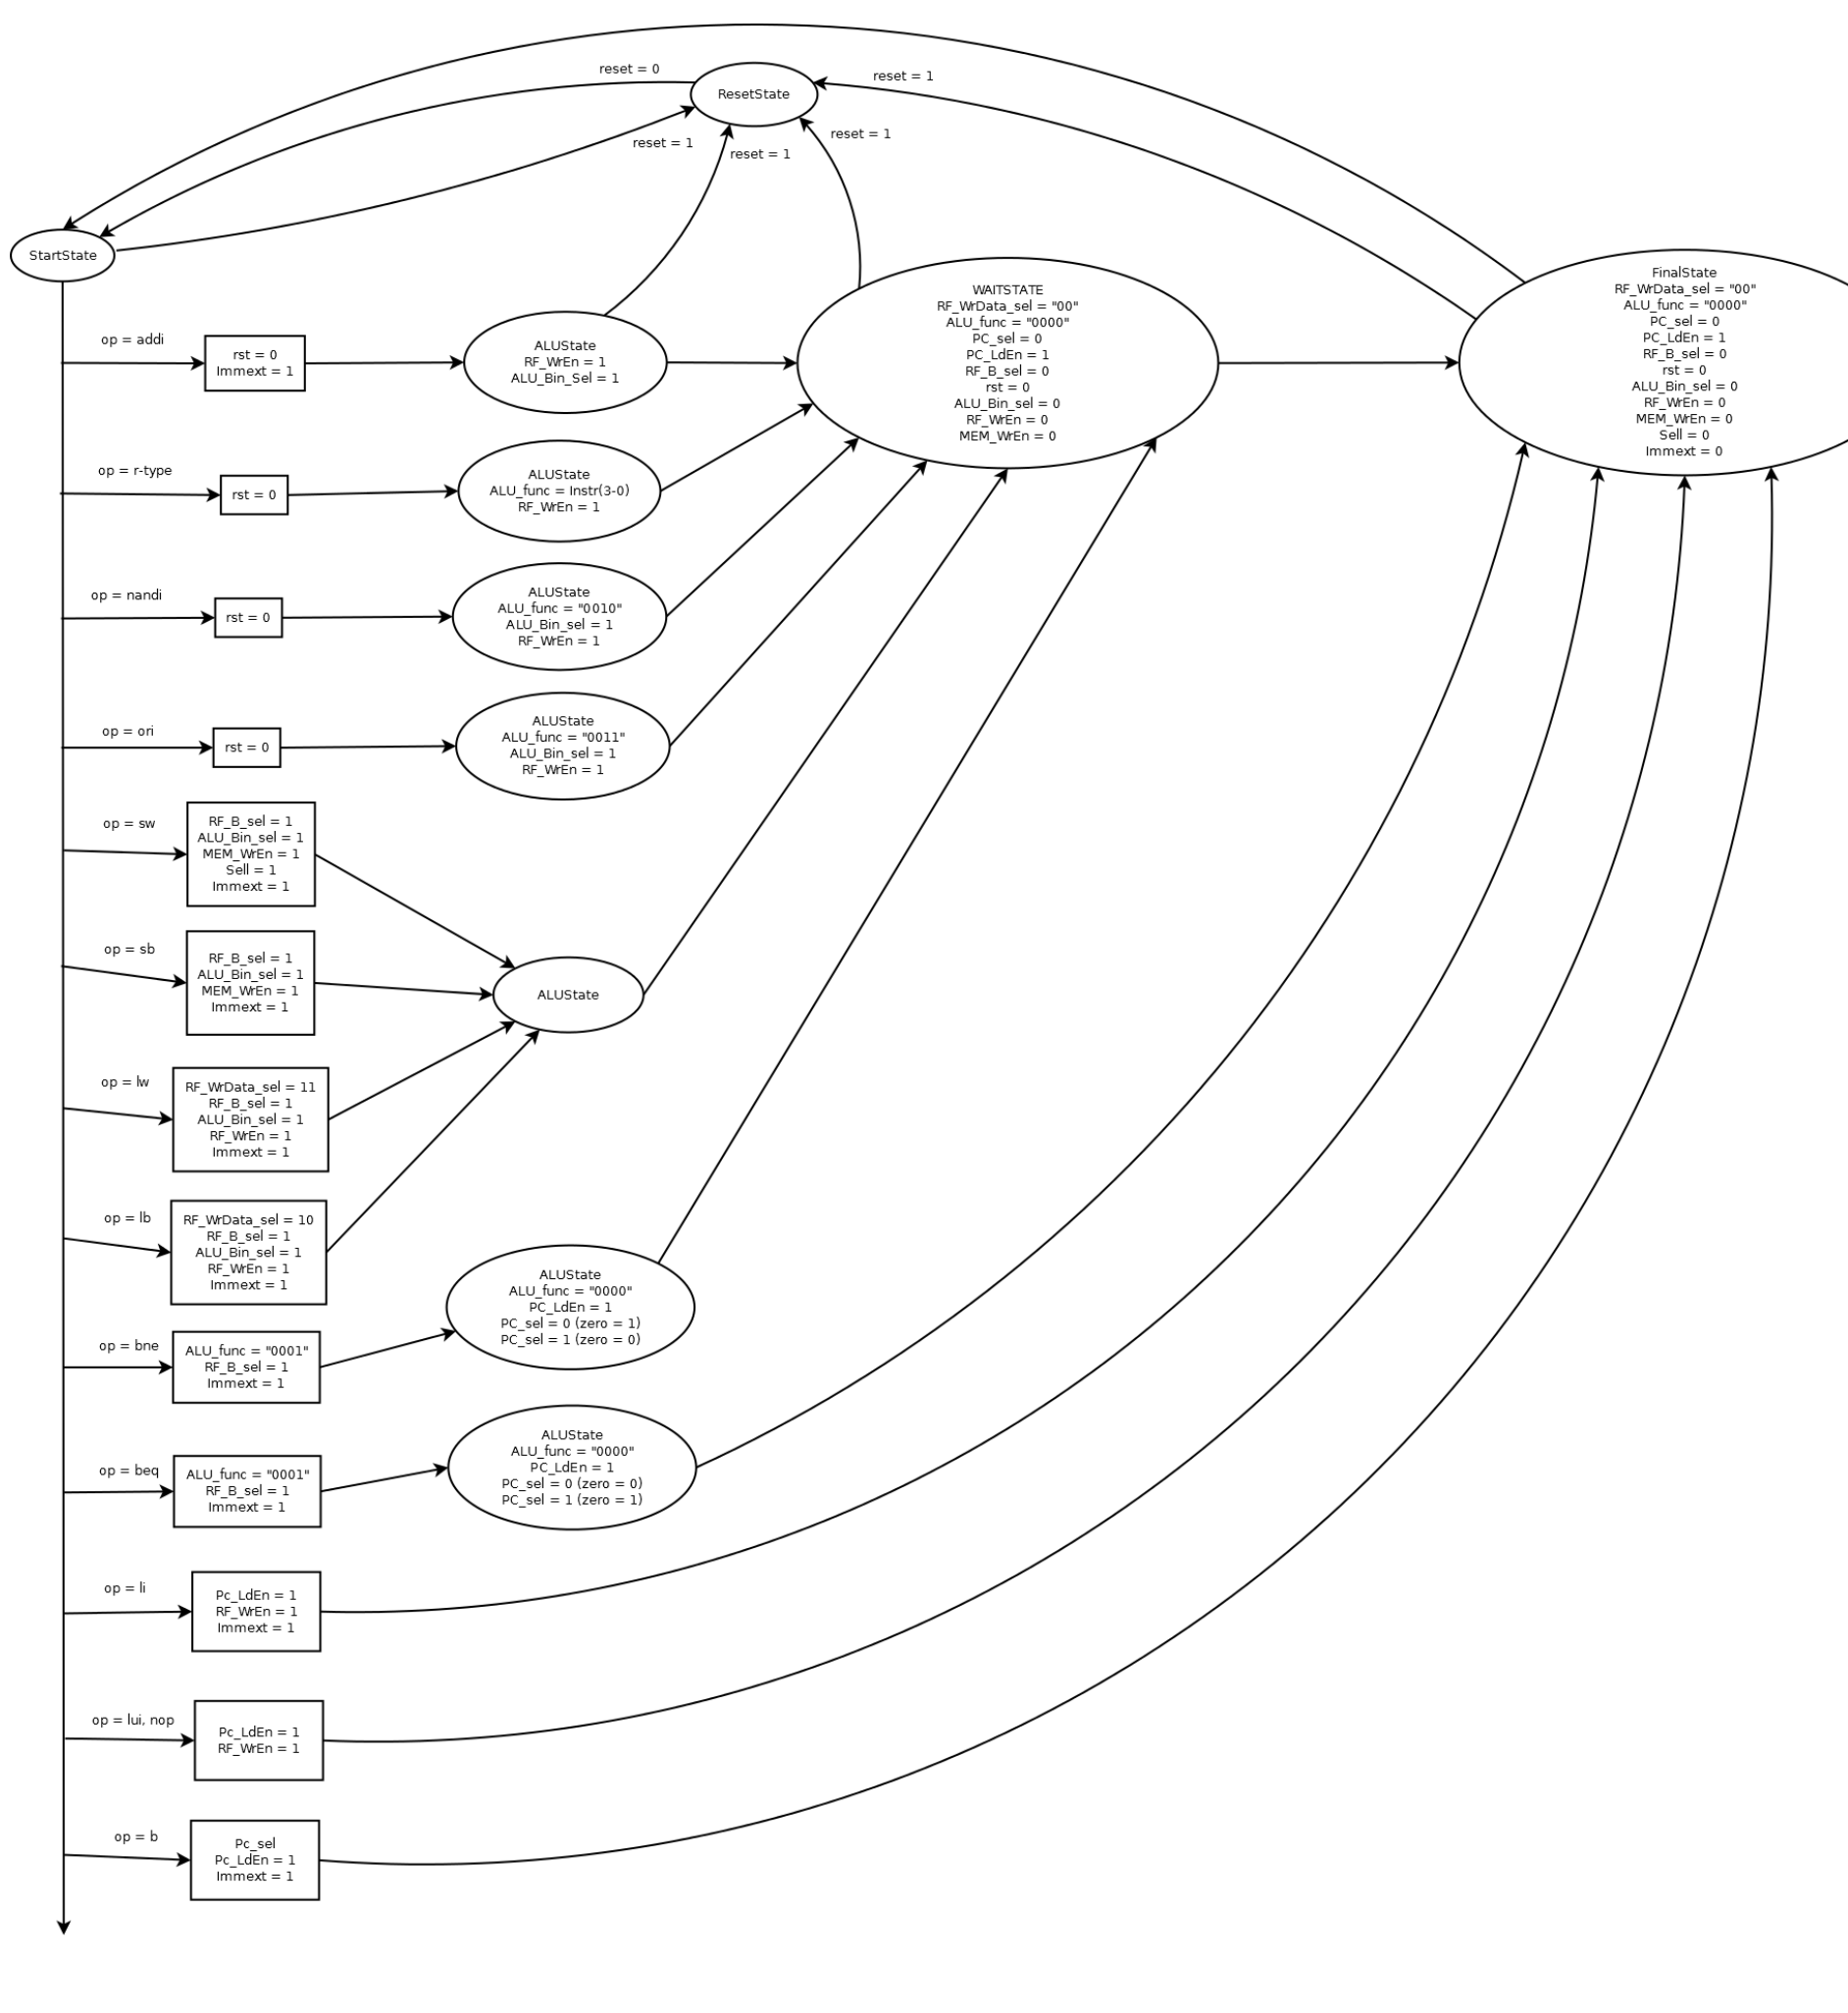 reset = 0
reset = 1
ResetState
reset = 1
reset = 1
reset = 1
StartState
WAITSTATE
RF_WrData_sel = "00"
ALU_func = "0000"
PC_sel = 0
PC_LdEn = 1
RF_B_sel = 0
rst = 0
ALU_Bin_sel = 0
RF_WrEn = 0
MEM_WrEn = 0
FinalState
RF_WrData_sel = "00"
ALU_func = "0000"
PC_sel = 0
PC_LdEn = 1
RF_B_sel = 0
rst = 0
ALU_Bin_sel = 0
RF_WrEn = 0
MEM_WrEn = 0
Sell = 0
Immext = 0
op = addi
rst = 0
Immext = 1
ALUState
RF_WrEn = 1
ALU_Bin_Sel = 1
op = r-type
rst = 0
ALUState
ALU_func = Instr(3-0)
RF_WrEn = 1
op = nandi
rst = 0
ALUState
ALU_func = "0010"
ALU_Bin_sel = 1
RF_WrEn = 1
op = ori
rst = 0
ALUState
ALU_func = "0011"
ALU_Bin_sel = 1
RF_WrEn = 1
op = sw
RF_B_sel = 1
ALU_Bin_sel = 1
MEM_WrEn = 1
Sell = 1
Immext = 1
op = sb
RF_B_sel = 1
ALU_Bin_sel = 1
MEM_WrEn = 1
Immext = 1
ALUState
op = lw
RF_WrData_sel = 11
RF_B_sel = 1
ALU_Bin_sel = 1
RF_WrEn = 1
Immext = 1
op = lb
RF_WrData_sel = 10
RF_B_sel = 1
ALU_Bin_sel = 1
RF_WrEn = 1
Immext = 1
op = bne
ALU_func = "0001"
RF_B_sel = 1
Immext = 1
ALUState
ALU_func = "0000"
PC_LdEn = 1
PC_sel = 0 (zero = 1)
PC_sel = 1 (zero = 0)
op = beq
ALU_func = "0001"
RF_B_sel = 1
Immext = 1
ALUState
ALU_func = "0000"
PC_LdEn = 1
PC_sel = 0 (zero = 0)
PC_sel = 1 (zero = 1)
op = li
Pc_LdEn = 1
RF_WrEn = 1
Immext = 1
op = lui, nop
Pc_LdEn = 1
RF_WrEn = 1
op = b
Pc_sel
Pc_LdEn = 1
Immext = 1